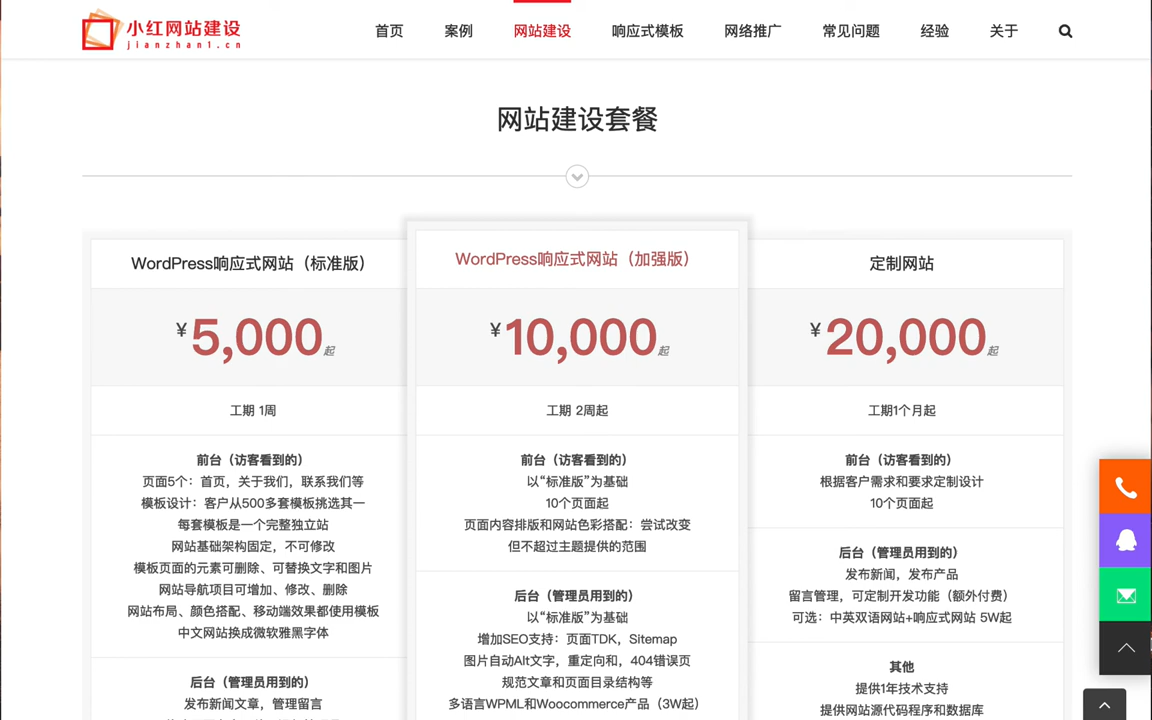 小红网站建设
jianzhan1.cn
首页 案例 网站建设 响应式模板 网络推广 常见问题 经验 关于
网站建设套餐
WordPress响应式网站（标准版）
¥5,000起
工期 1周
前台（访客看到的）
页面5个：首页，关于我们，联系我们等
模板设计：客户从500多套模板挑选其一
每套模板是一个完整独立站
网站基础架构固定，不可修改
模板页面的元素可删除、可替换文字和图片
网站导航项目可增加、修改、删除
网站布局、颜色搭配、移动端效果都使用模板
中文网站换成微软雅黑字体
后台（管理员用到的）
发布新闻文章，管理留言
WordPress响应式网站（加强版）
¥10,000起
工期 2周起
前台（访客看到的）
以“标准版”为基础
10个页面起
页面内容排版和网站色彩搭配：尝试改变
但不超过主题提供的范围
后台（管理员用到的）
以“标准版”为基础
增加SEO支持：页面TDK，Sitemap
图片自动Alt文字，重定向和，404错误页
规范文章和页面目录结构等
多语言WPML和Woocommerce产品（3W起）
定制网站
¥20,000起
工期1个月起
前台（访客看到的）
根据客户需求和要求定制设计
10个页面起
后台（管理员用到的）
发布新闻，发布产品
留言管理，可定制开发功能（额外付费）
可选：中英双语网站+响应式网站 5W起
其他
提供1年技术支持
提供网站源代码程序和数据库